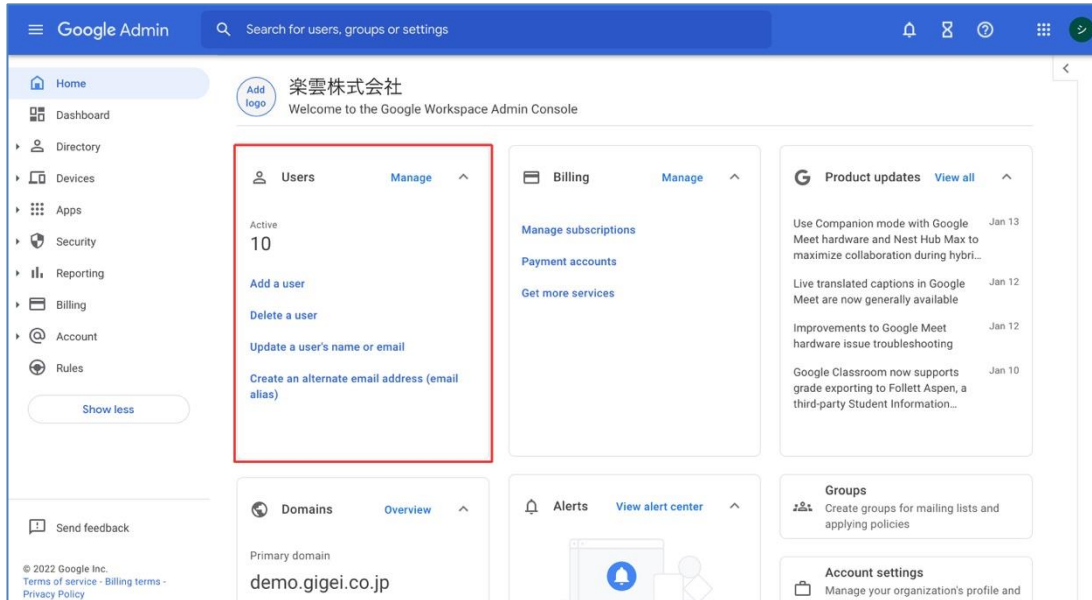 Google Admin
Search for users, groups or settings
シ
Home
Dashboard
Directory
Devices
Apps
Security
Reporting
Billing
Account
Rules
Show less
Send feedback
© 2022 Google Inc.
Terms of service - Billing terms -
Privacy Policy
Add
logo
楽雲株式会社
Welcome to the Google Workspace Admin Console
Users
Manage
Active
10
Add a user
Delete a user
Update a user's name or email
Create an alternate email address (email
alias)
Billing
Manage
Manage subscriptions
Payment accounts
Get more services
Product updates
View all
Use Companion mode with Google
Meet hardware and Nest Hub Max to
maximize collaboration during hybri...
Jan 13
Live translated captions in Google
Meet are now generally available
Jan 12
Improvements to Google Meet
hardware issue troubleshooting
Jan 12
Google Classroom now supports
grade exporting to Follett Aspen, a
third-party Student Information...
Jan 10
Domains
Overview
Primary domain
demo.gigei.co.jp
Alerts
View alert center
Groups
Create groups for mailing lists and
applying policies
Account settings
Manage your organization's profile and